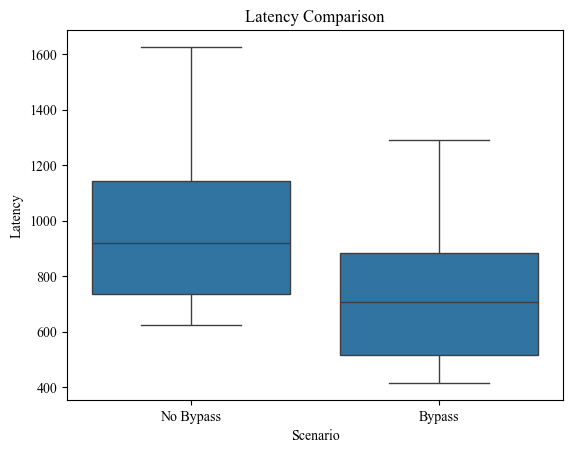 Latency Comparison
1600
1400
1200
1000
800
600
400
Latency
No Bypass
Bypass
Scenario